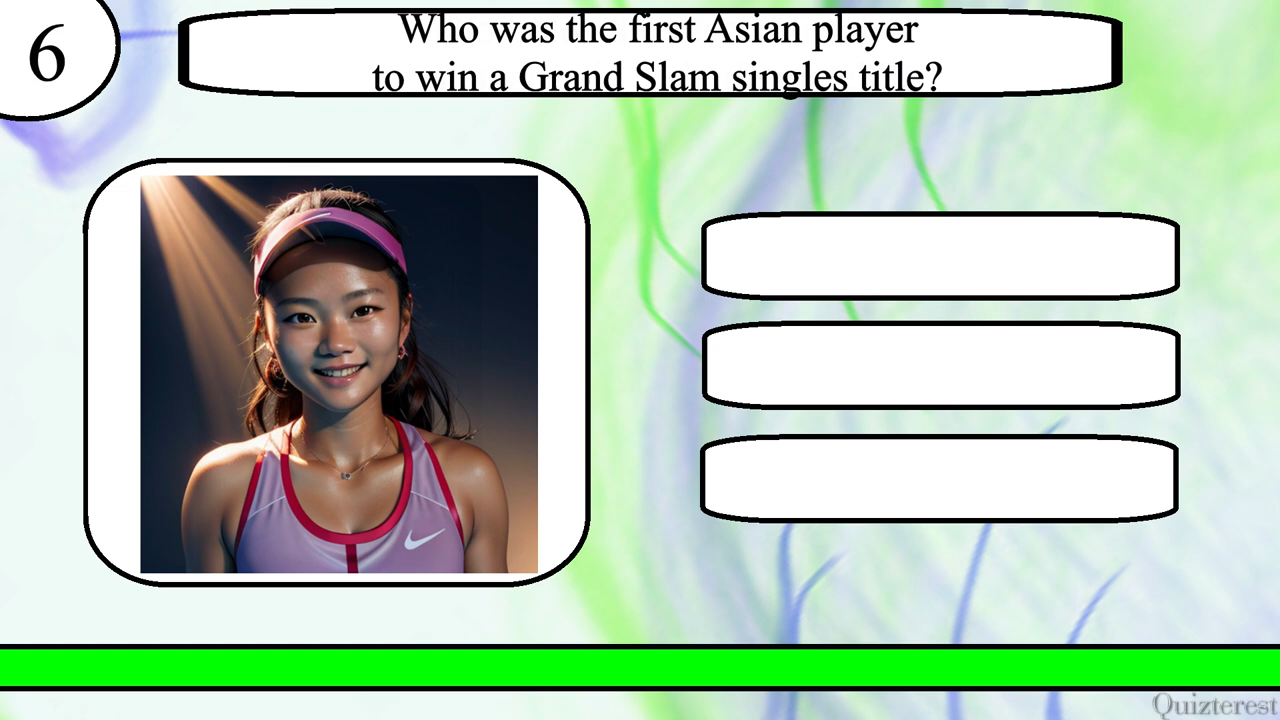 6
Who was the first Asian player
to win a Grand Slam singles title?
Quizterest